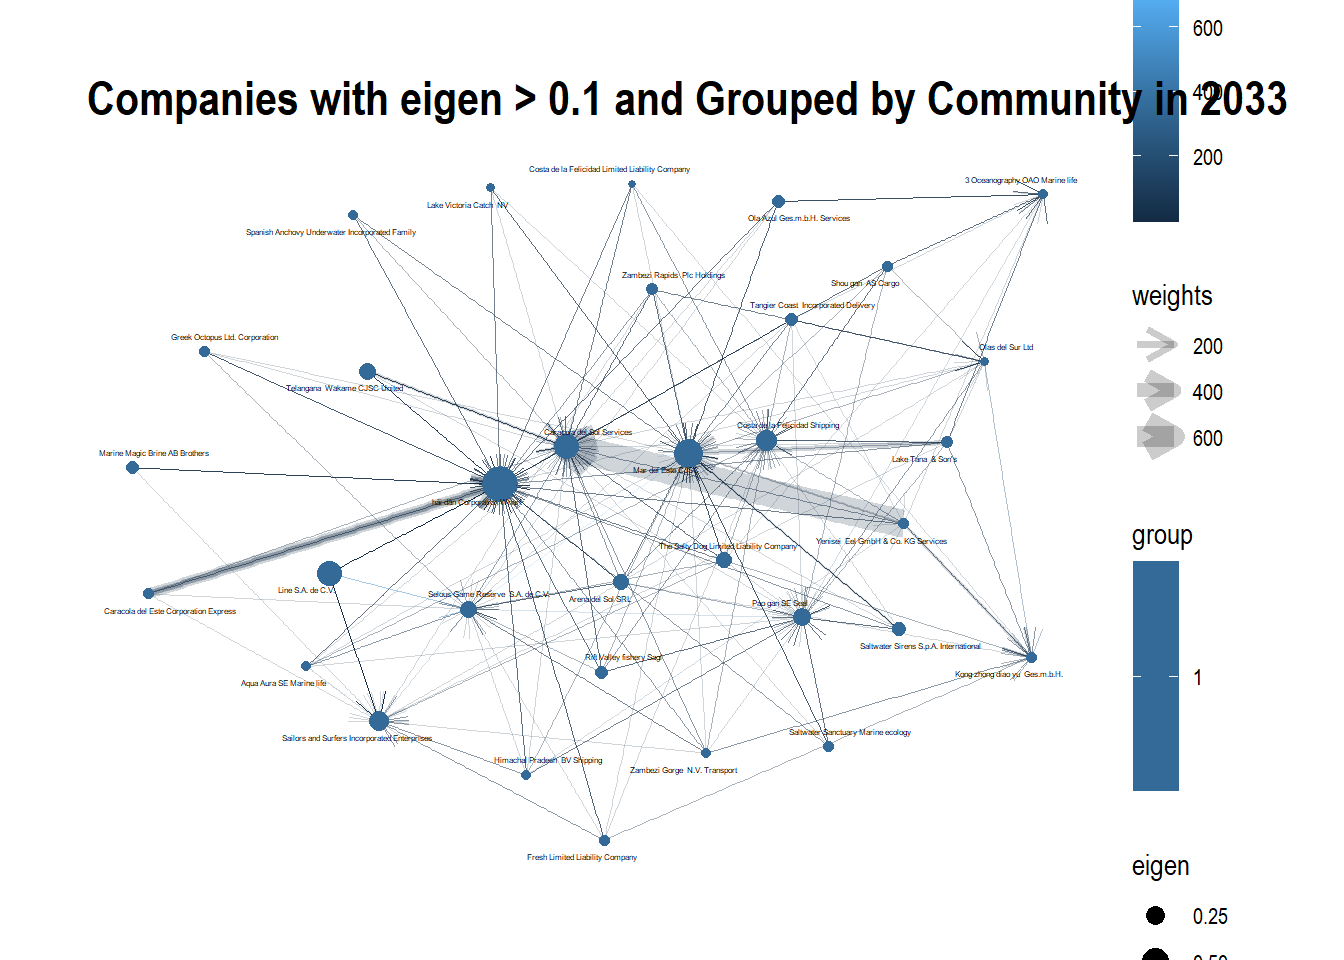 600
Companies with eigen > 0.1 and Grouped by Community in 2033
400
200
Costa de la Felicidad Limited Liability Company
3 Oceanography OAO Marine life
Lake Victoria Catch NV
Ola Azul Ges.m.b.H. Services
Spanish Anchovy Underwater Incorporated Family
Zambezi Rapids Plc Holdings
Shou gan AS Cargo
weights
Tangier Coast Incorporated Delivery
Greek Octopus Ltd. Corporation
Olas del Sur Ltd
200
Telangana Wakame CJSC United
400
Costa de la Felicidad Shipping
Caracola del Sol Services
600
Marine Magic Brine AB Brothers
Lake Tana & Son's
Mar del Este CJSC
hai dan Corporation
group
Yenisei Eel GmbH & Co. KG Services
The Salty Dog Limited Liability Company
Line S.A. de C.V.
Selous Game Reserve S.A. de C.V.
Arena del Sol SRL
Pao gan SE Seal
Caracola del Este Corporation Express
Saltwater Sirens S.p.A. International
Rift Valley fishery Sagl
Kong zhong diao yu Ges.m.b.H.
1
Aqua Aura SE Marine life
Saltwater Sanctuary Marine ecology
Sailors and Surfers Incorporated Enterprises
Himachal Pradesh BV Shipping
Zambezi Gorge N.V. Transport
Fresh Limited Liability Company
eigen
0.25
0.50